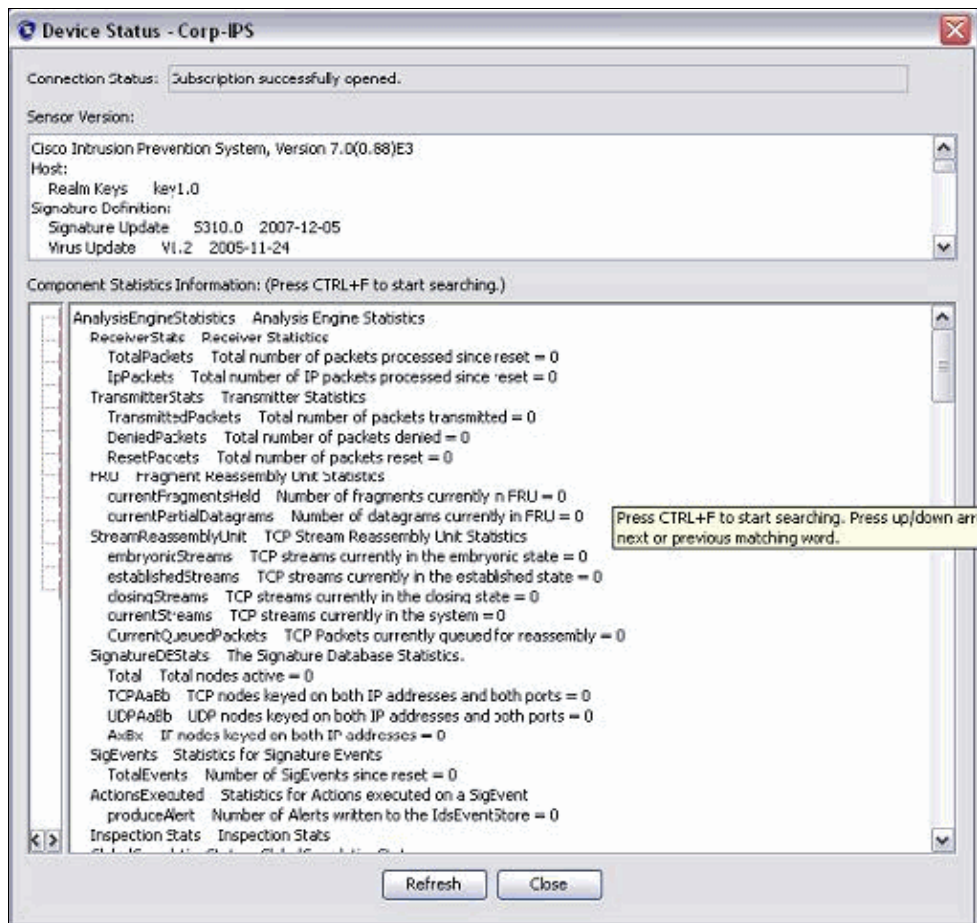 Device Status - Corp-IPS
Connection Status: Subscription successfully opened.
Sensor Version:
Cisco Intrusion Prevention System, Version 7.0(0.88)E3
Host:
Realm Keys key1.0
Signature Definition:
Signature Update S310.0 2007-12-05
Virus Update V1.2 2005-11-24
Component Statistics Information: (Press CTRL+F to start searching.)
AnalysisEngineStatistics Analysis Engine Statistics
ReceiverStats Receiver Statistics
TotalPackets Total number of packets processed since reset = 0
IpPackets Total number of IP packets processed since reset = 0
TransmitterStats Transmitter Statistics
TransmittedPackets Total number of packets transmitted = 0
DeniedPackets Total number of packets denied = 0
ResetPackets Total number of packets reset = 0
FRU Fragment Reassembly Unit Statistics
currentFragmentsHeld Number of fragments currently in FRU = 0
currentPartialDatagrams Number of datagrams currently in FRU = 0
Press CTRL+F to start searching. Press up/down arr
next or previous matching word.
StreamReassemblyUnit TCP Stream Reassembly Unit Statistics
embryonicStreams TCP streams currently in the embryonic state = 0
establishedStreams TCP streams currently in the established state = 0
closingStreams TCP streams currently in the closing state = 0
currentStreams TCP streams currently in the system = 0
CurrentQueuedPackets TCP Packets currently queued for reassembly = 0
SignatureDEStats The Signature Database Statistics.
Total Total nodes active = 0
TCPAaBb TCP nodes keyed on both IP addresses and both ports = 0
UDPAaBb UDP nodes keyed on both IP addresses and both ports = 0
AxBx IP nodes keyed on both IP addresses = 0
SigEvents Statistics for Signature Events
TotalEvents Number of SigEvents since reset = 0
ActionsExecuted Statistics for Actions executed on a SigEvent
produceAlert Number of Alerts written to the IdsEventStore = 0
Inspection Stats Inspection Stats
Refresh Close